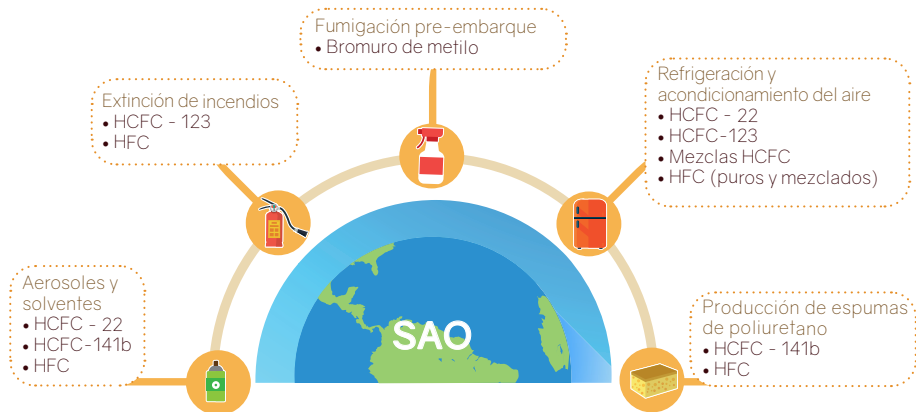 Fumigación pre-embarque
• Bromuro de metilo
Extinción de incendios
• HCFC - 123
• HFC
Refrigeración y
acondicionamiento del aire
• HCFC - 22
• HCFC-123
• Mezclas HCFC
• HFC (puros y mezclados)
Aerosoles y
solventes
• HCFC - 22
• HCFC-141b
• HFC
SAO
Producción de espumas
de poliuretano
• HCFC - 141b
• HFC